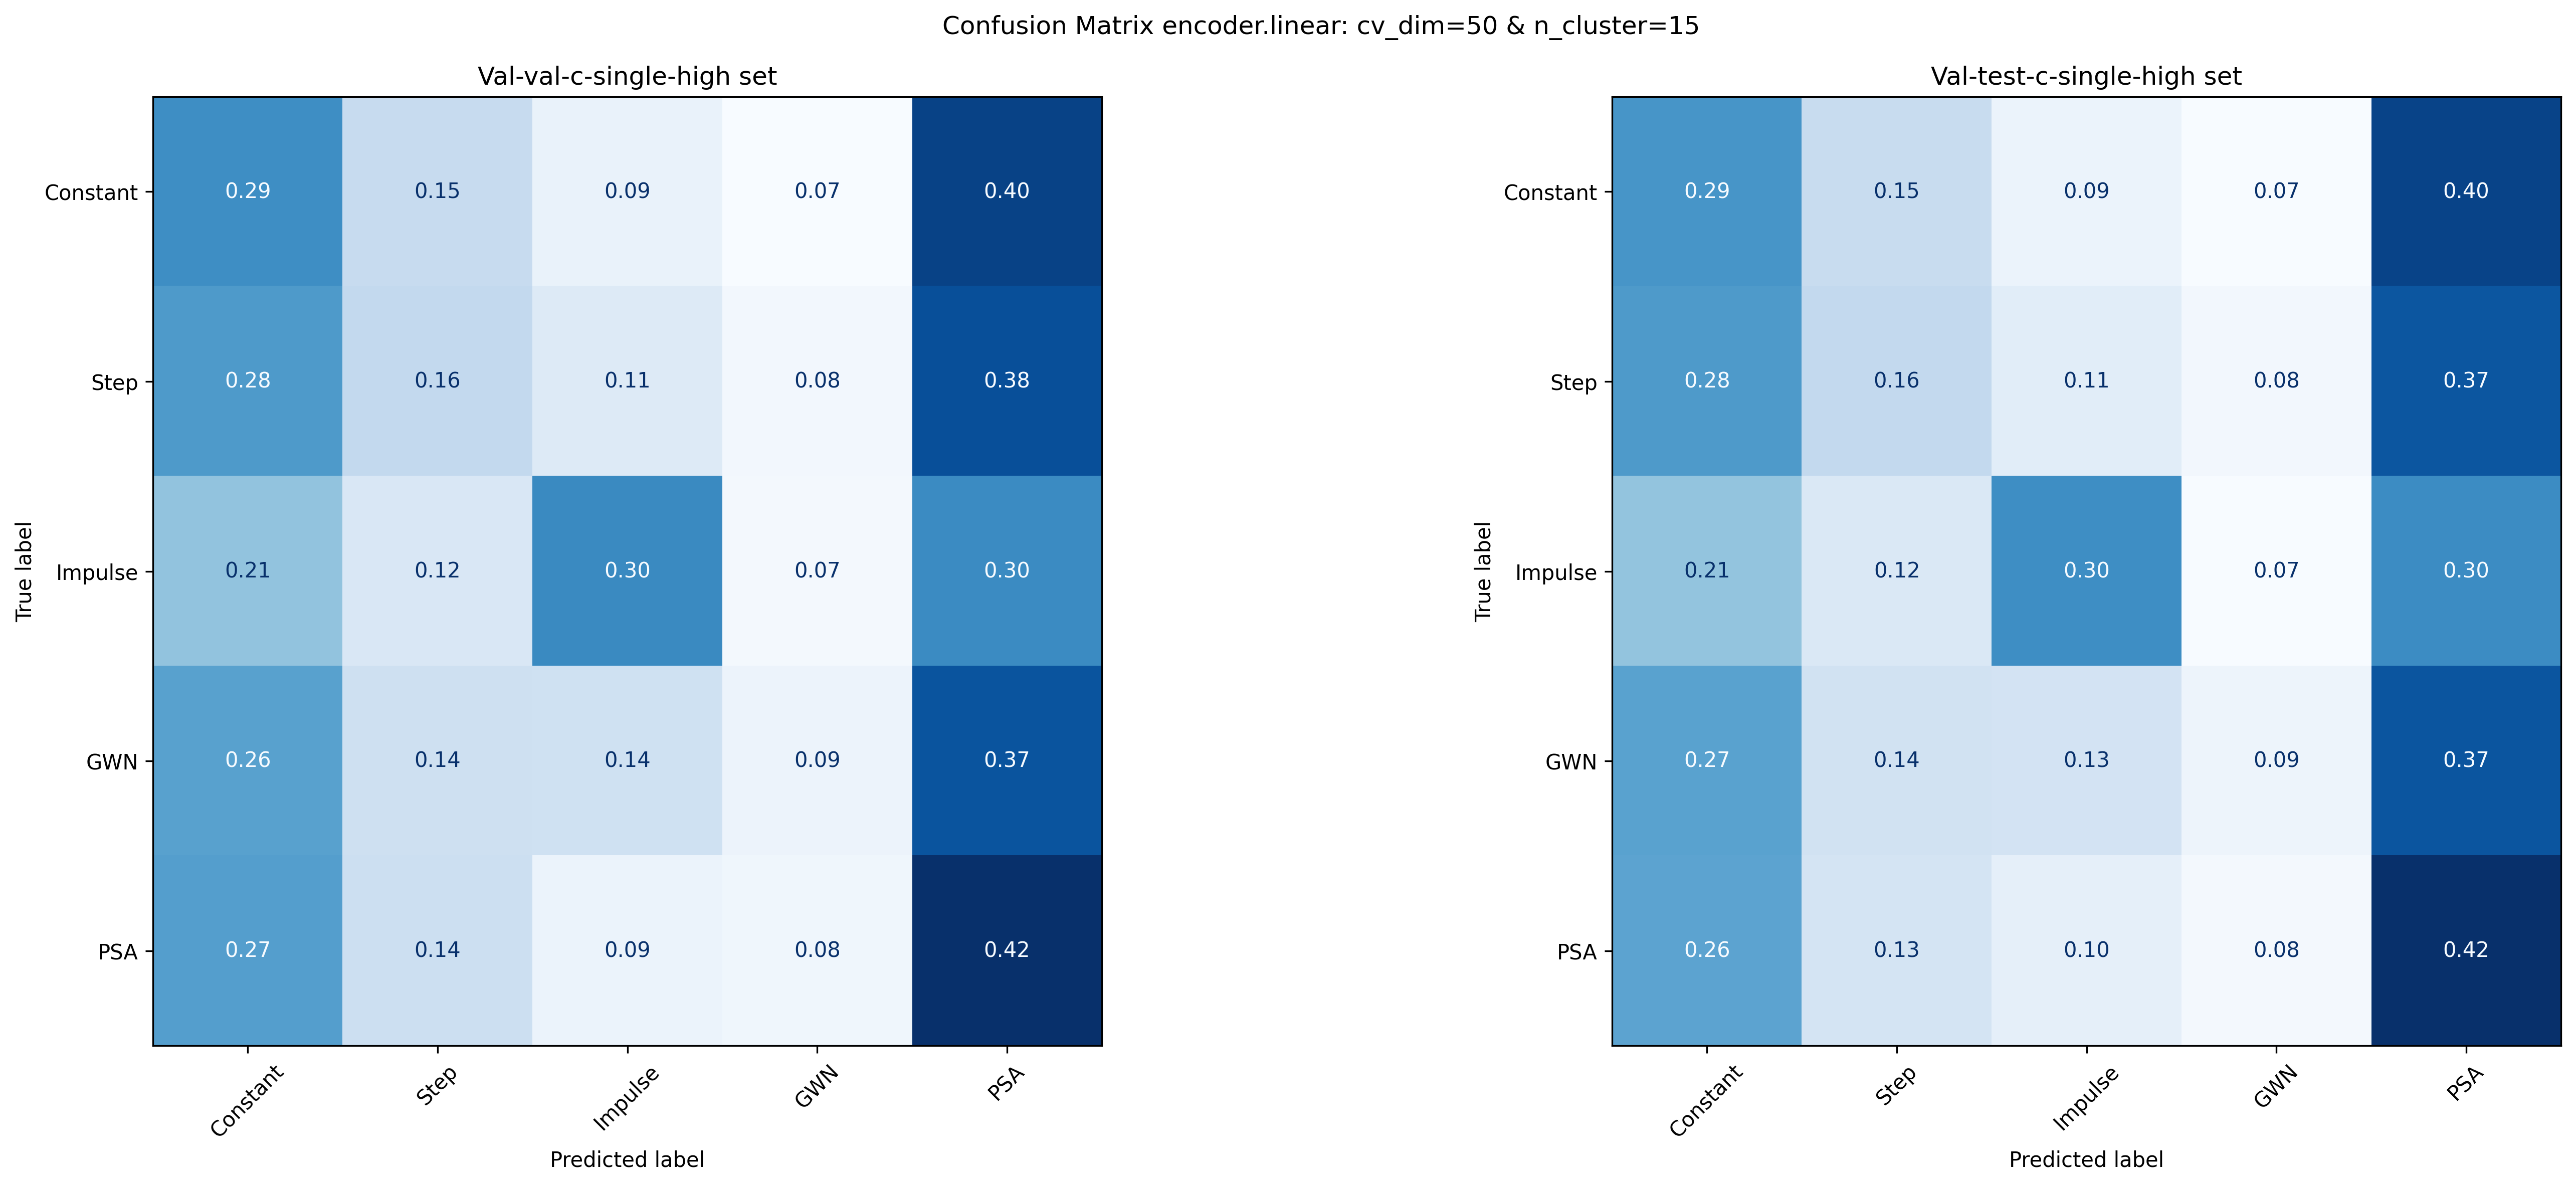 Confusion Matrix encoder.linear: cv_dim=50 & n_cluster=15
Val-val-c-single-high set
True label
Constant 0.29 0.15 0.09 0.07 0.40
Step 0.28 0.16 0.11 0.08 0.38
Impulse 0.21 0.12 0.30 0.07 0.30
GWN 0.26 0.14 0.14 0.09 0.37
PSA 0.27 0.14 0.09 0.08 0.42
Constant Step Impulse GWN PSA
Predicted label
Val-test-c-single-high set
True label
Constant 0.29 0.15 0.09 0.07 0.40
Step 0.28 0.16 0.11 0.08 0.37
Impulse 0.21 0.12 0.30 0.07 0.30
GWN 0.27 0.14 0.13 0.09 0.37
PSA 0.26 0.13 0.10 0.08 0.42
Constant Step Impulse GWN PSA
Predicted label